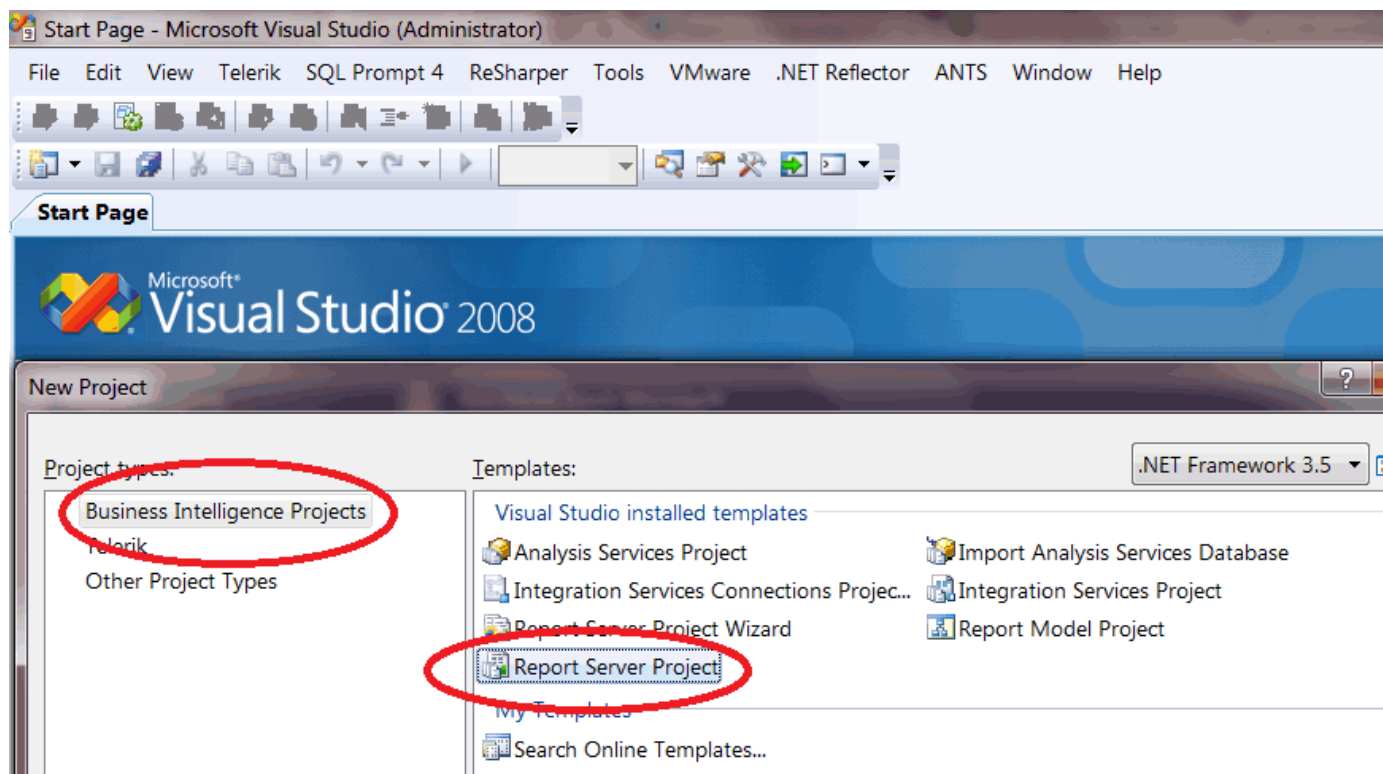 Start Page - Microsoft Visual Studio (Administrator)
File Edit View Telerik SQL Prompt 4 ReSharper Tools VMware .NET Reflector ANTS Window Help
Start Page
Microsoft®
Visual Studio® 2008
New Project
Project types:
Templates:
.NET Framework 3.5
Business Intelligence Projects
Telerik
Other Project Types
Visual Studio installed templates
Analysis Services Project
Import Analysis Services Database
Integration Services Connections Projec...
Integration Services Project
Report Server Project Wizard
Report Model Project
Report Server Project
My Templates
Search Online Templates...